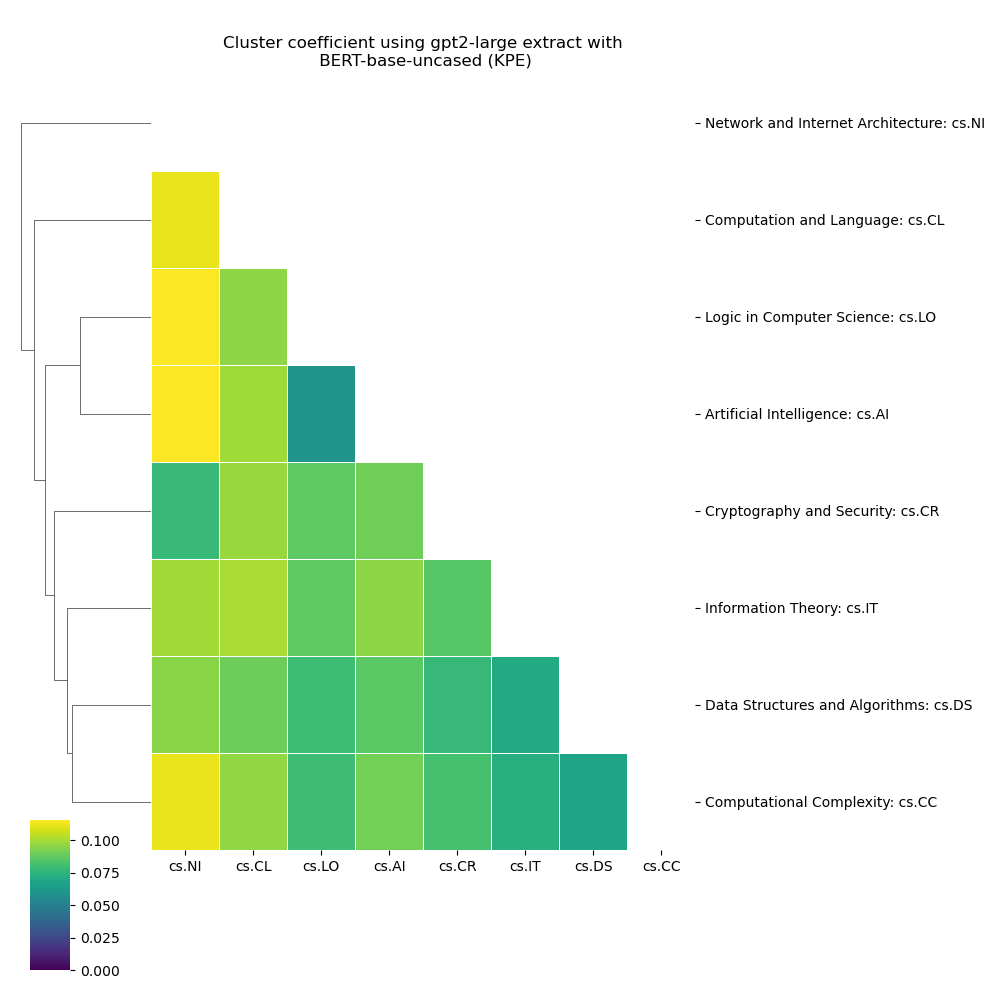 Cluster coefficient using gpt2-large extract with
BERT-base-uncased (KPE)
Network and Internet Architecture: cs.NI
Computation and Language: cs.CL
Logic in Computer Science: cs.LO
Artificial Intelligence: cs.AI
Cryptography and Security: cs.CR
Information Theory: cs.IT
Data Structures and Algorithms: cs.DS
Computational Complexity: cs.CC
cs.NI cs.CL cs.LO cs.AI cs.CR cs.IT cs.DS cs.CC
0.100
0.075
0.050
0.025
0.000